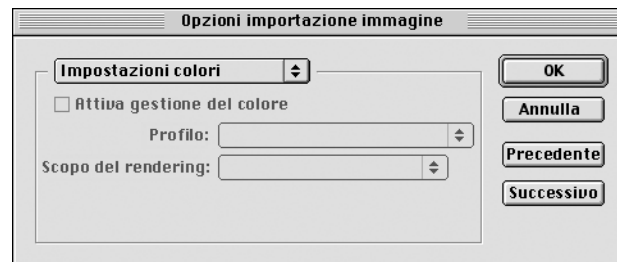 Opzioni importazione immagine
Impostazioni colori
OK
Attiva gestione del colore
Annulla
Profilo:
Precedente
Scopo del rendering:
Successivo